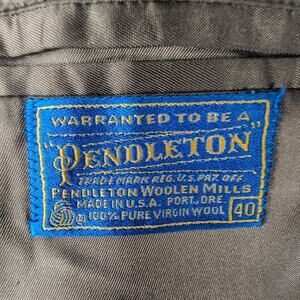 WARRANTED TO BE A
"PENDLETON"
TRADE MARK REG. U.S. PAT. OFF.
PENDLETON WOOLEN MILLS
MADE IN U.S.A. PORT., ORE.
100% PURE VIRGIN WOOL 40